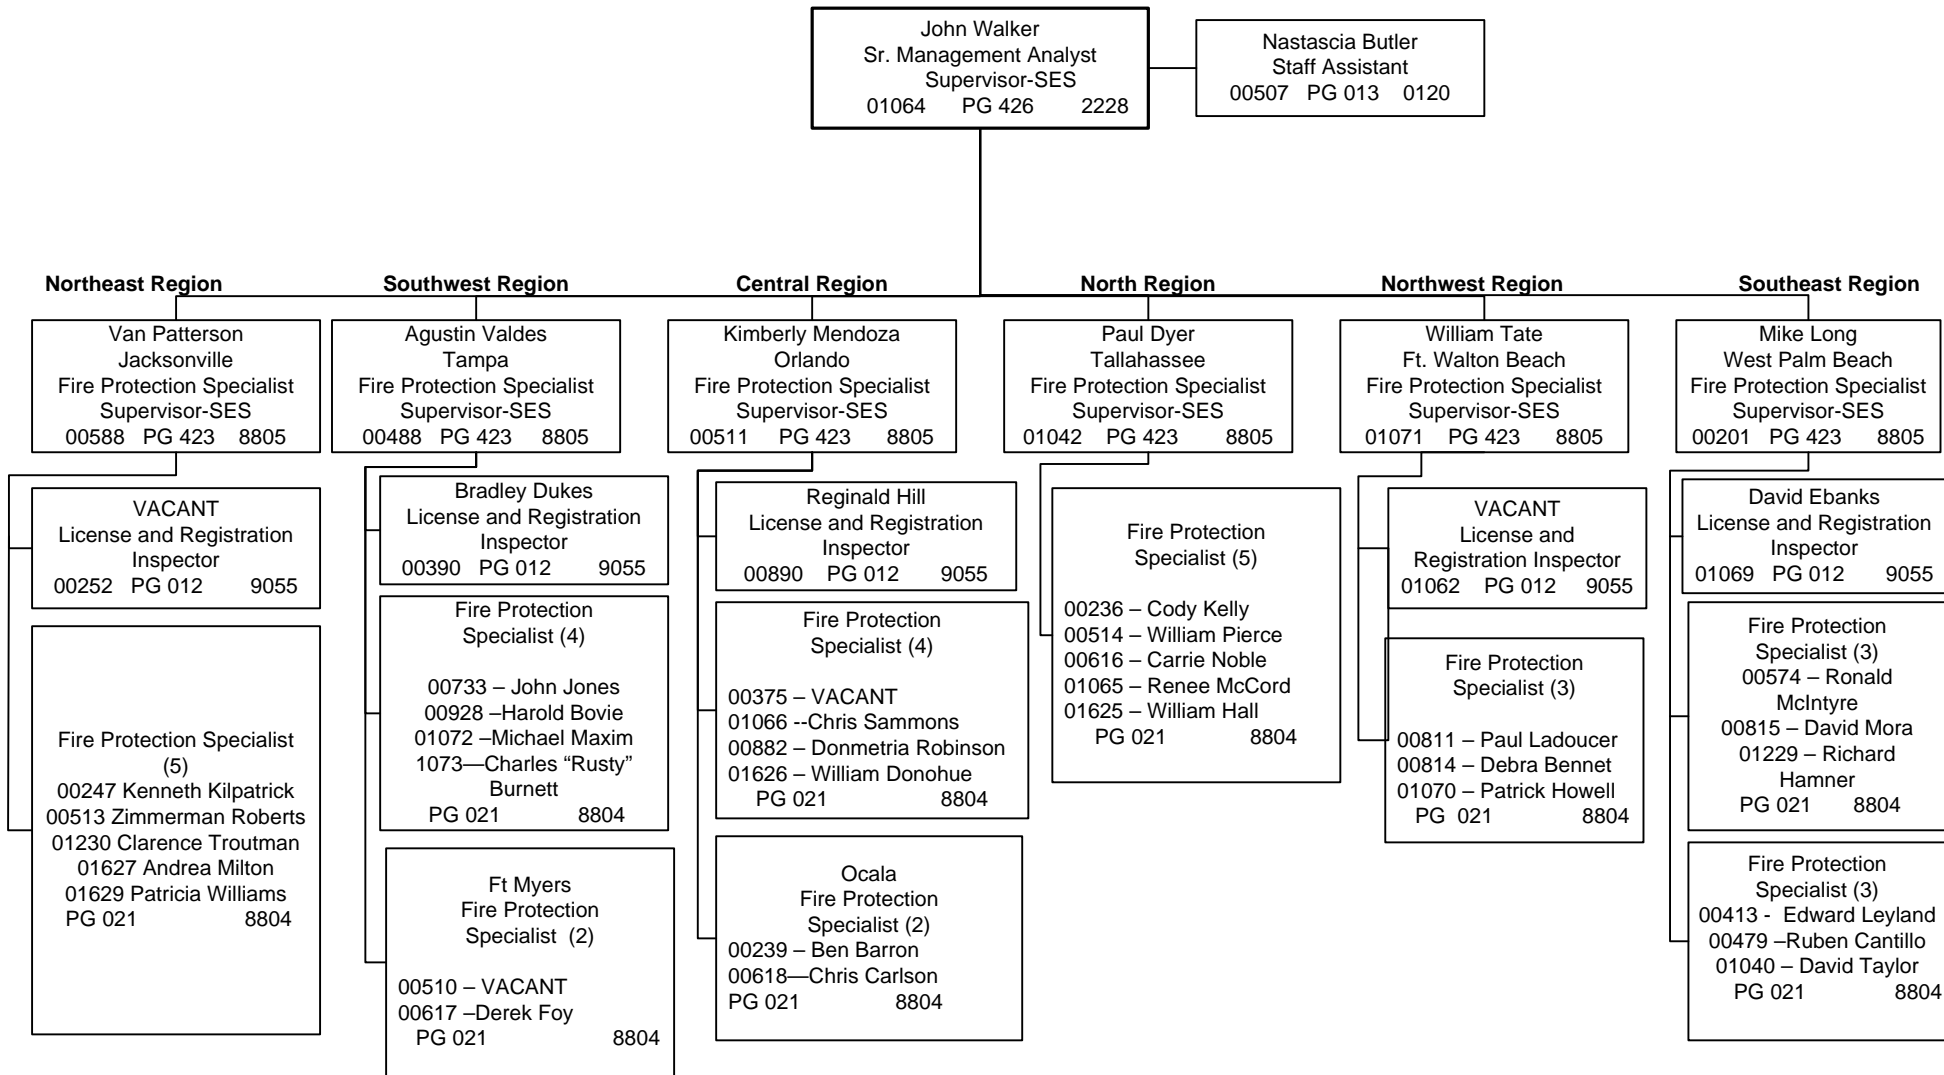 John Walker
Sr. Management Analyst
Supervisor-SES
01064 PG 426 2228
Nastascia Butler
Staff Assistant
00507 PG 013 0120
Northeast Region
Van Patterson
Jacksonville
Fire Protection Specialist
Supervisor-SES
00588 PG 423 8805
VACANT
License and Registration
Inspector
00252 PG 012 9055
Fire Protection Specialist
(5)
00247 Kenneth Kilpatrick
00513 Zimmerman Roberts
01230 Clarence Troutman
01627 Andrea Milton
01629 Patricia Williams
PG 021 8804
Southwest Region
Agustin Valdes
Tampa
Fire Protection Specialist
Supervisor-SES
00488 PG 423 8805
Bradley Dukes
License and Registration
Inspector
00390 PG 012 9055
Fire Protection
Specialist (4)
00733 – John Jones
00928 –Harold Bovie
01072 –Michael Maxim
1073—Charles “Rusty”
Burnett
PG 021 8804
Ft Myers
Fire Protection
Specialist (2)
00510 – VACANT
00617 –Derek Foy
PG 021 8804
Central Region
Kimberly Mendoza
Orlando
Fire Protection Specialist
Supervisor-SES
00511 PG 423 8805
Reginald Hill
License and Registration
Inspector
00890 PG 012 9055
Fire Protection
Specialist (4)
00375 – VACANT
01066 --Chris Sammons
00882 – Donmetria Robinson
01626 – William Donohue
PG 021 8804
Ocala
Fire Protection
Specialist (2)
00239 – Ben Barron
00618—Chris Carlson
PG 021 8804
North Region
Paul Dyer
Tallahassee
Fire Protection Specialist
Supervisor-SES
01042 PG 423 8805
Fire Protection
Specialist (5)
00236 – Cody Kelly
00514 – William Pierce
00616 – Carrie Noble
01065 – Renee McCord
01625 – William Hall
PG 021 8804
Northwest Region
William Tate
Ft. Walton Beach
Fire Protection Specialist
Supervisor-SES
01071 PG 423 8805
VACANT
License and
Registration Inspector
01062 PG 012 9055
Fire Protection
Specialist (3)
00811 – Paul Ladoucer
00814 – Debra Bennet
01070 – Patrick Howell
PG 021 8804
Southeast Region
Mike Long
West Palm Beach
Fire Protection Specialist
Supervisor-SES
00201 PG 423 8805
David Ebanks
License and Registration
Inspector
01069 PG 012 9055
Fire Protection
Specialist (3)
00574 – Ronald
McIntyre
00815 – David Mora
01229 – Richard
Hamner
PG 021 8804
Fire Protection
Specialist (3)
00413 - Edward Leyland
00479 –Ruben Cantillo
01040 – David Taylor
PG 021 8804